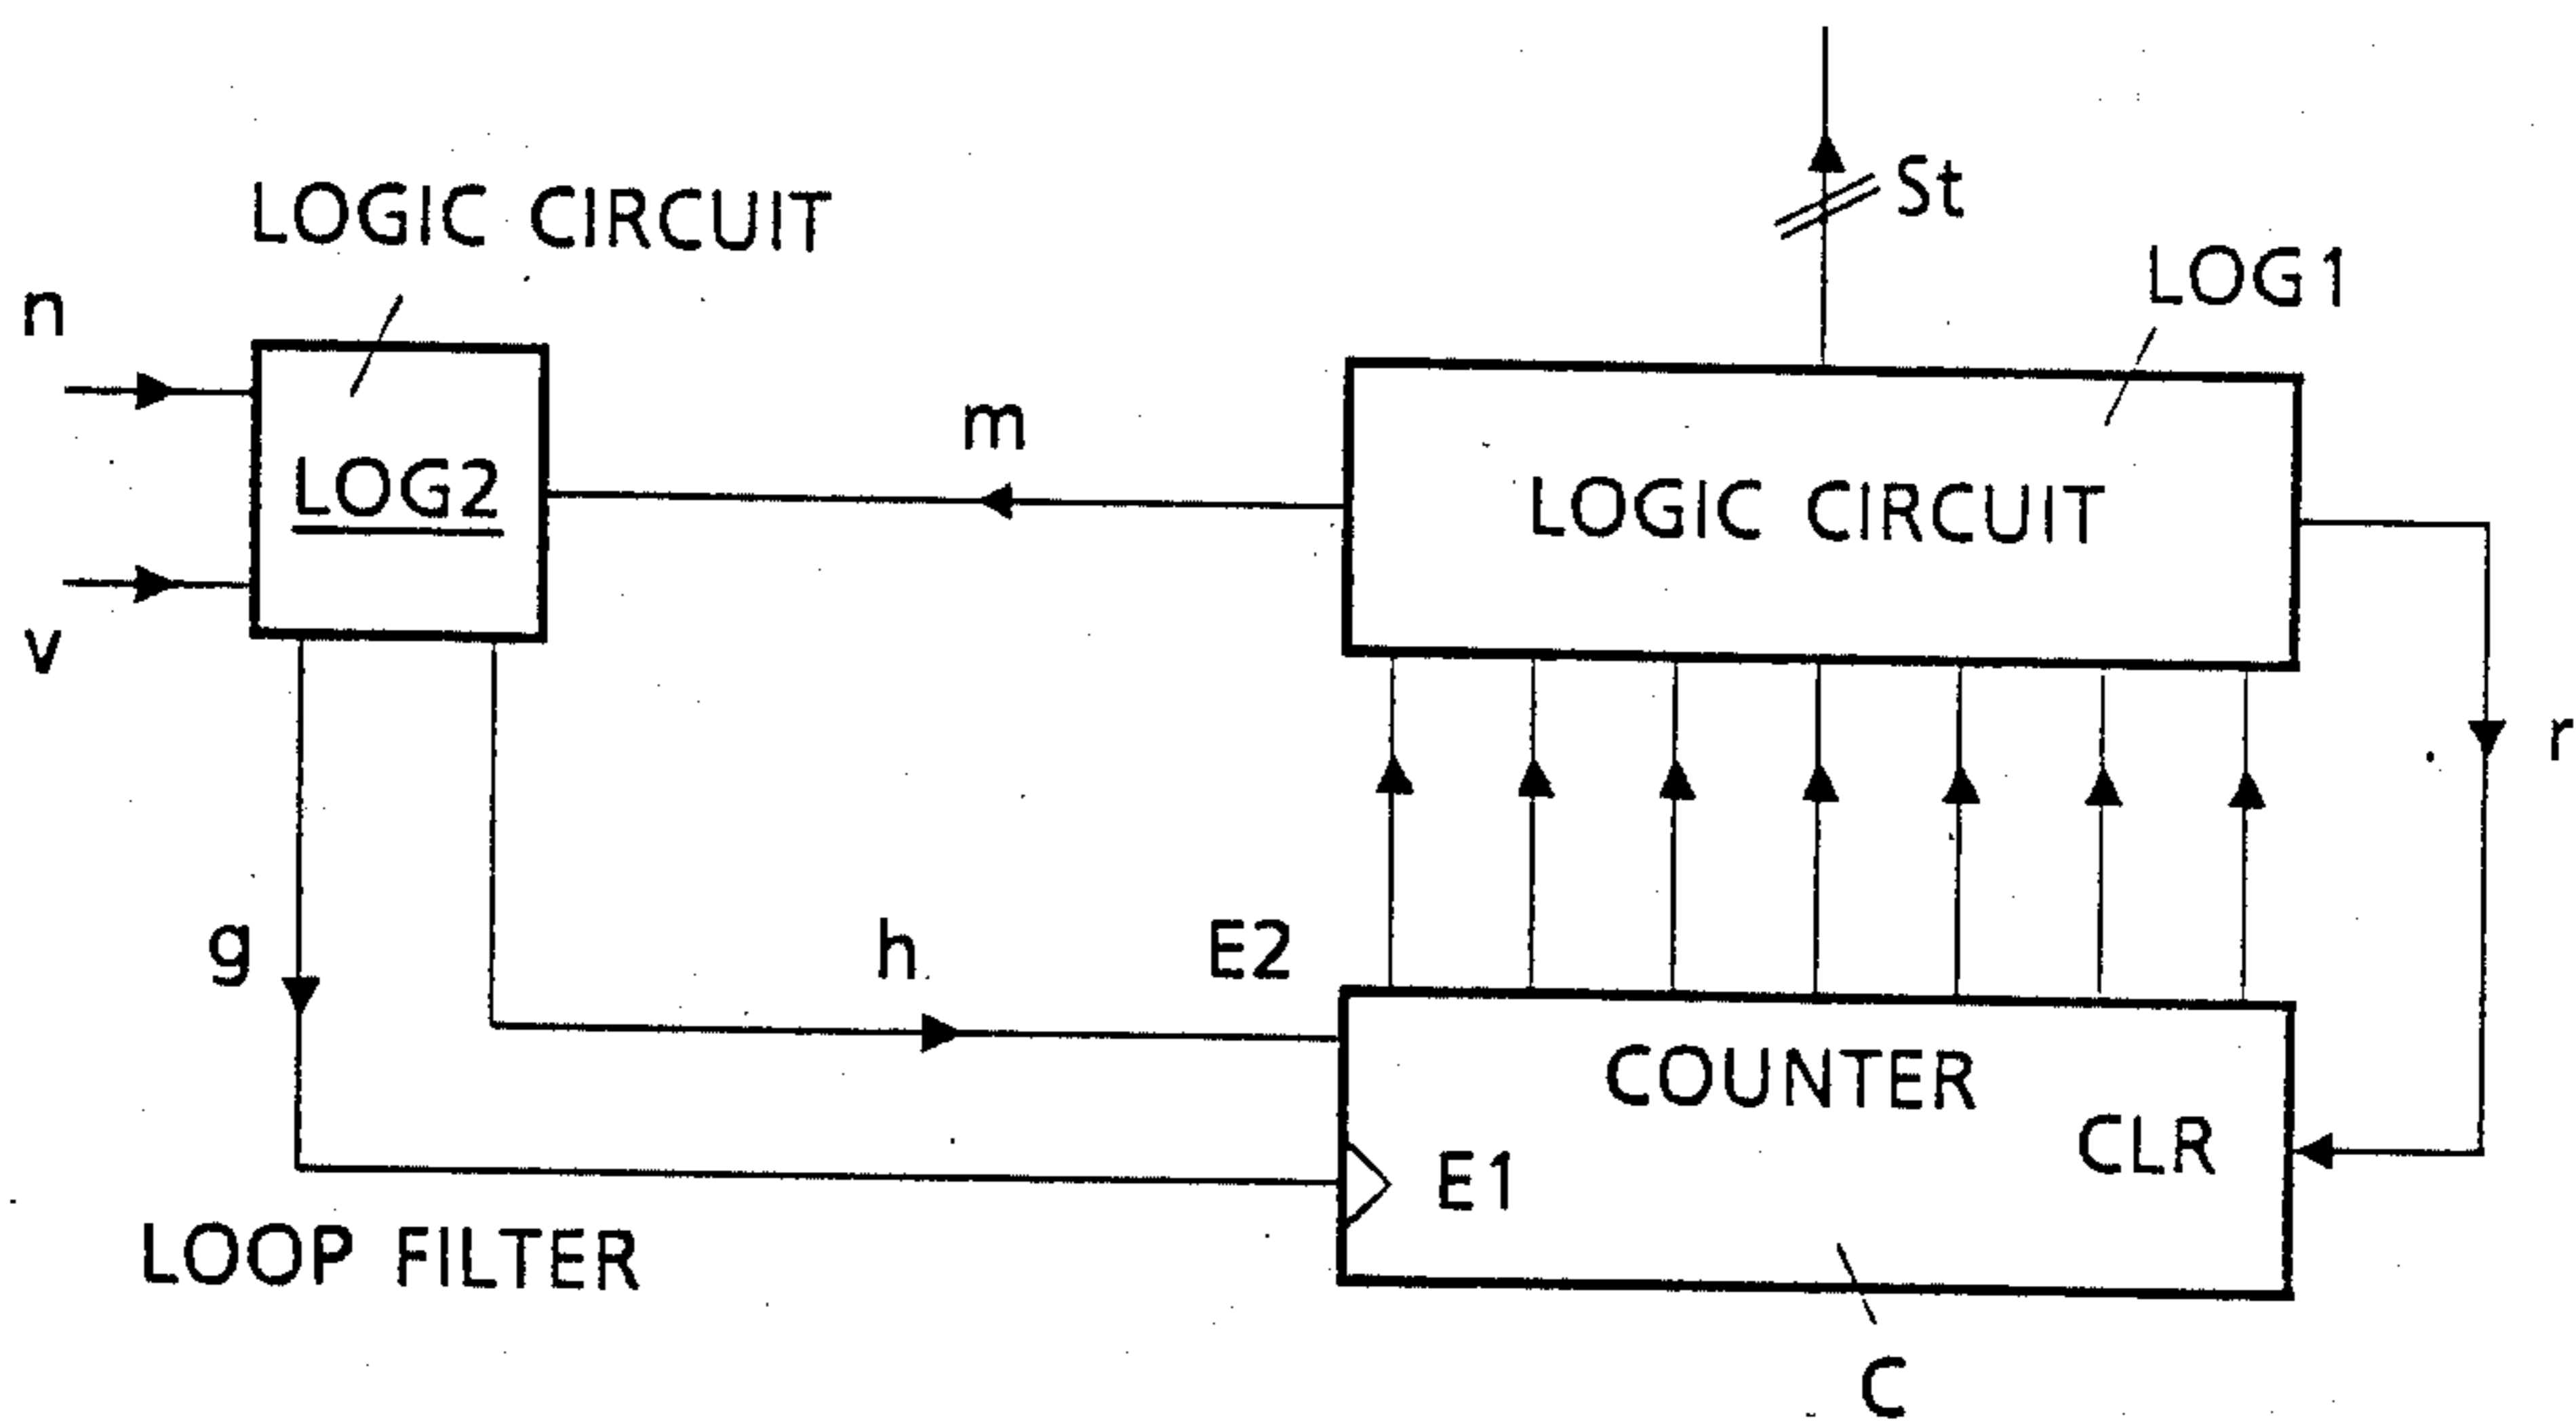 St
LOGIC CIRCUIT
LOG1
n
m
LOG2
LOGIC CIRCUIT
v
r
g
h
E2
COUNTER
CLR
E1
LOOP FILTER
C